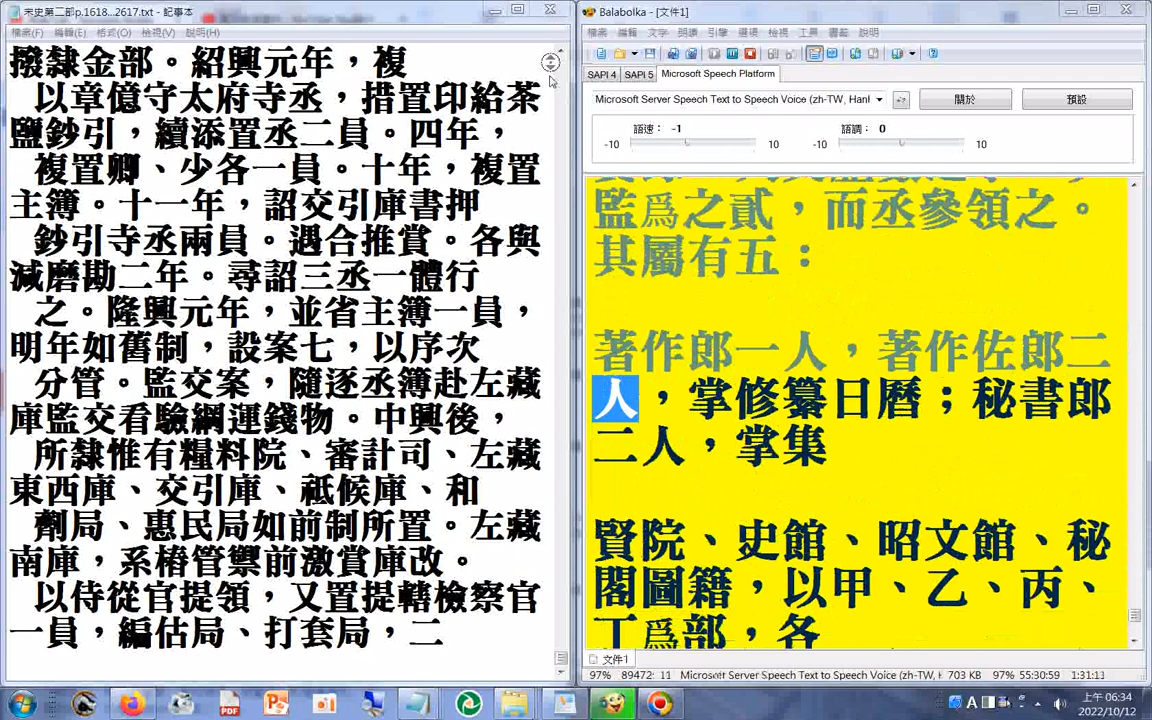 宋史第二部p.1618...2617.txt - 記事本
檔案(F) 編輯(E) 格式(O) 檢視(V) 說明(H)
撥隸金部。紹興元年，複
以章億守太府寺丞，措置印給茶
鹽鈔引，續添置丞二員。四年，
複置卿、少各一員。十年，複置
主簿。十一年，詔交引庫書押
鈔引寺丞兩員。遇合推賞。各與
減磨勘二年。尋詔三丞一體行
之。隆興元年，並省主簿一員，
明年如舊制，設案七，以序次
分管。監交案，隨逐丞簿赴左藏
庫監交看驗綱運錢物。中興後，
所隸惟有糧料院、審計司、左藏
東西庫、交引庫、祗候庫、和
劑局、惠民局如前制所置。左藏
南庫，系樁管禦前激賞庫改。
以侍從官提領，又置提轄檢察官
一員，編估局、打套局，二
Balabolka - [文件1]
檔案 編輯 文字 朗讀 引擎 選項 檢視 工具 書籤 說明
SAPI 4 SAPI 5 Microsoft Speech Platform
Microsoft Server Speech Text to Speech Voice (zh-TW, HanH
關於 預設
語速： -1 語調： 0
-10 10 -10 10
監爲之貳，而丞參領之。
其屬有五：
著作郎一人，著作佐郎二
人，掌修纂日曆；秘書郎
二人，掌集
賢院、史館、昭文館、秘
閣圖籍，以甲、乙、丙、
丁爲部，各
文件1
97% 89472: 11 Microsoft Server Speech Text to Speech Voice (zh-TW, 703 KB 97% 55:30:59 1:31:11
上午 06:34
2022/10/12